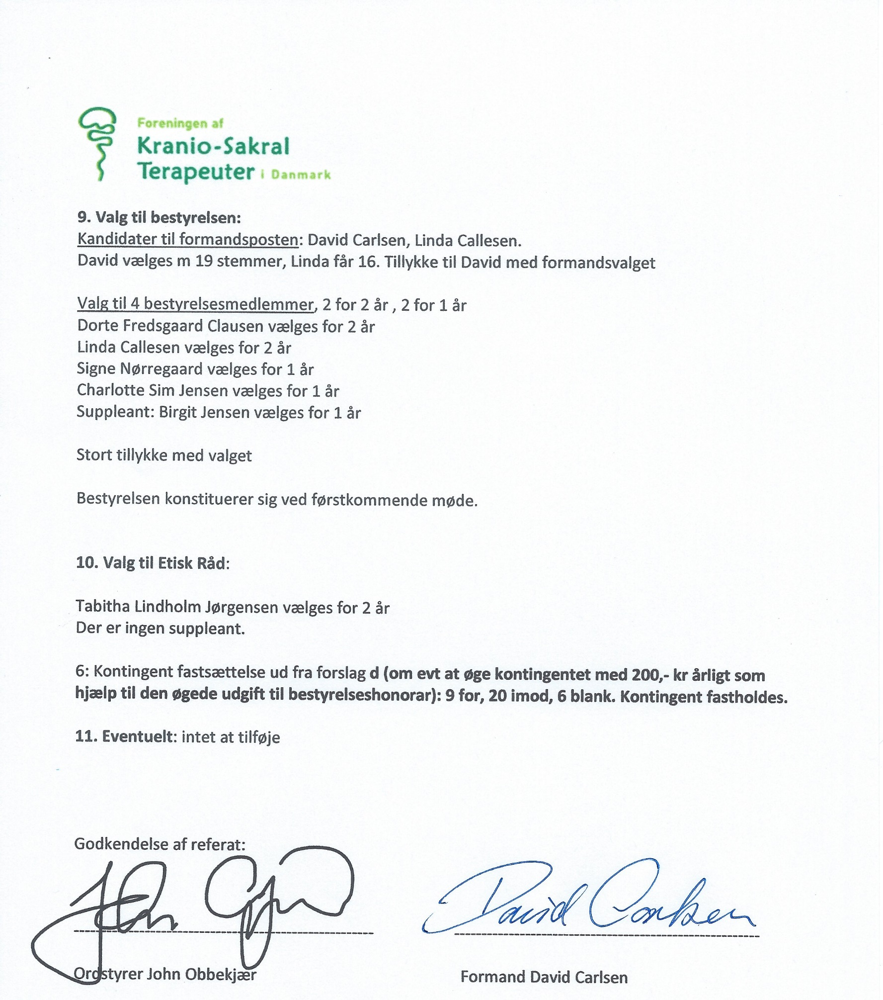 Foreningen af
Kranio-Sakral
Terapeuter i Danmark
9. Valg til bestyrelsen:
Kandidater til formandsposten: David Carlsen, Linda Callesen.
David vælges m 19 stemmer, Linda får 16. Tillykke til David med formandsvalget
Valg til 4 bestyrelsesmedlemmer, 2 for 2 år , 2 for 1 år
Dorte Fredsgaard Clausen vælges for 2 år
Linda Callesen vælges for 2 år
Signe Nørregaard vælges for 1 år
Charlotte Sim Jensen vælges for 1 år
Suppleant: Birgit Jensen vælges for 1 år
Stort tillykke med valget
Bestyrelsen konstituerer sig ved førstkommende møde.
10. Valg til Etisk Råd:
Tabitha Lindholm Jørgensen vælges for 2 år
Der er ingen suppleant.
6: Kontingent fastsættelse ud fra forslag d (om evt at øge kontingentet med 200,- kr årligt som
hjælp til den øgede udgift til bestyrelseshonorar): 9 for, 20 imod, 6 blank. Kontingent fastholdes.
11. Eventuelt: intet at tilføje
Godkendelse af referat:
John
David Carlsen
Ordstyrer John Obbekjær
Formand David Carlsen